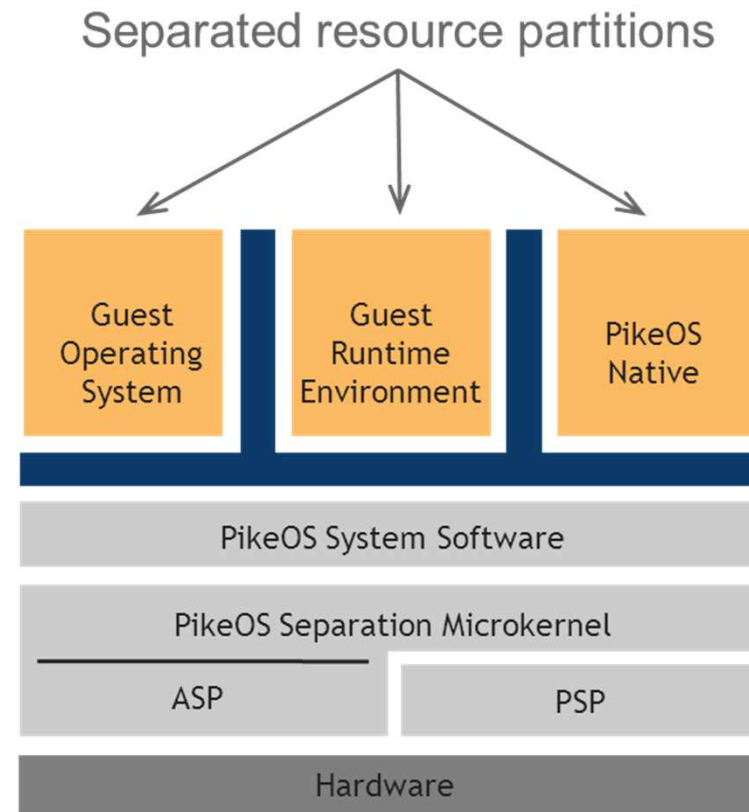 Separated resource partitions
Guest
Operating
System
Guest
Runtime
Environment
PikeOS
Native
PikeOS System Software
PikeOS Separation Microkernel
ASP
PSP
Hardware